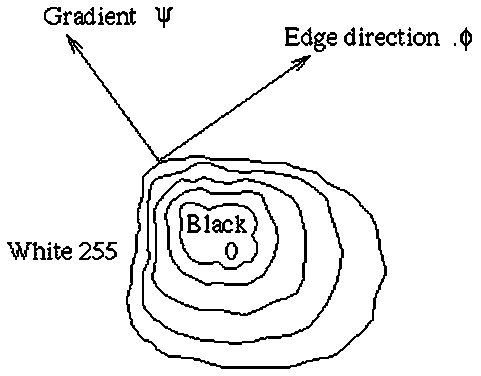 Gradient ψ
Edge direction .ϕ
Black
0
White 255